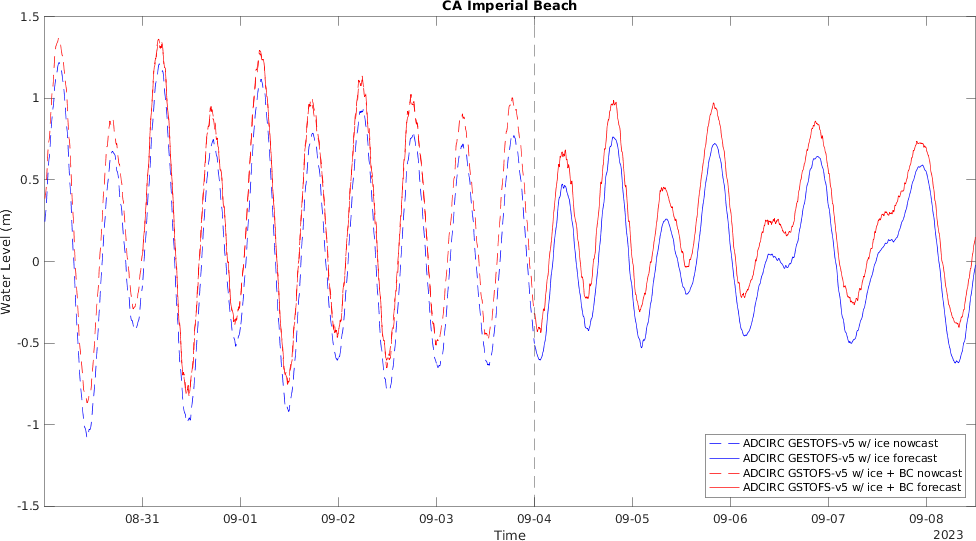 CA Imperial Beach
1.5
1
0.5
0
-0.5
-1
-1.5
Water Level (m)
08-31 09-01 09-02 09-03 09-04 09-05 09-06 09-07 09-08
Time
2023
ADCIRC GESTOFS-v5 w/ ice nowcast
ADCIRC GESTOFS-v5 w/ ice forecast
ADCIRC GSTOFS-v5 w/ ice + BC nowcast
ADCIRC GSTOFS-v5 w/ ice + BC forecast